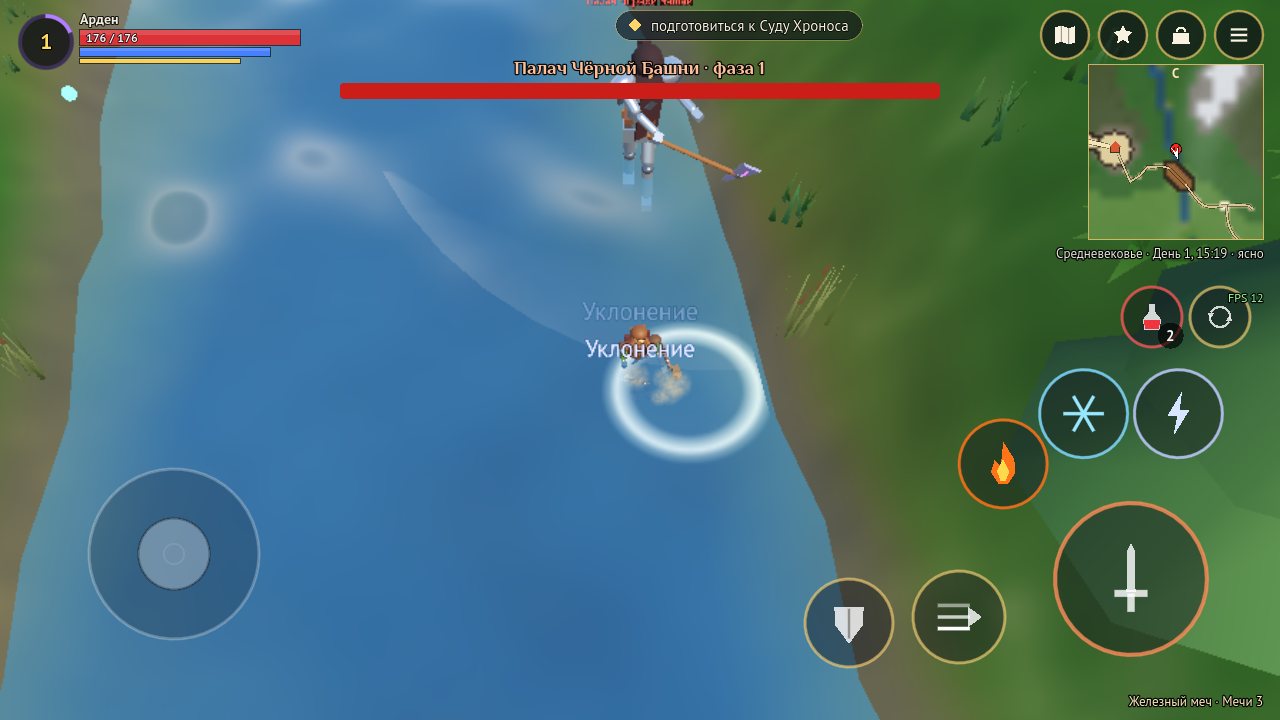 Арден
1
176 / 176
подготовиться к Суду Хроноса
Палач Чёрной Башни · фаза 1
С
Средневековье · День 1, 15:19 · ясно
FPS 12
2
Уклонение
Уклонение
Железный меч · Мечи 3